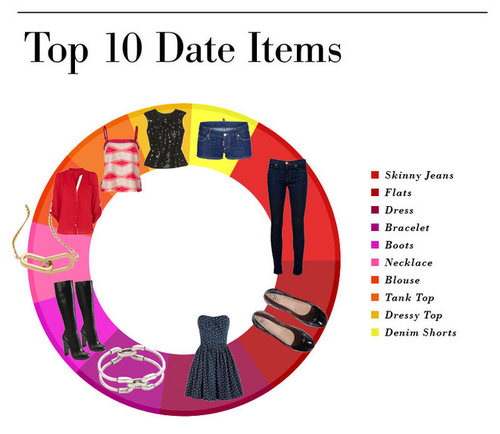 Top 10 Date Items
Skinny Jeans
Flats
Dress
Bracelet
Boots
Necklace
Blouse
Tank Top
Dressy Top
Denim Shorts